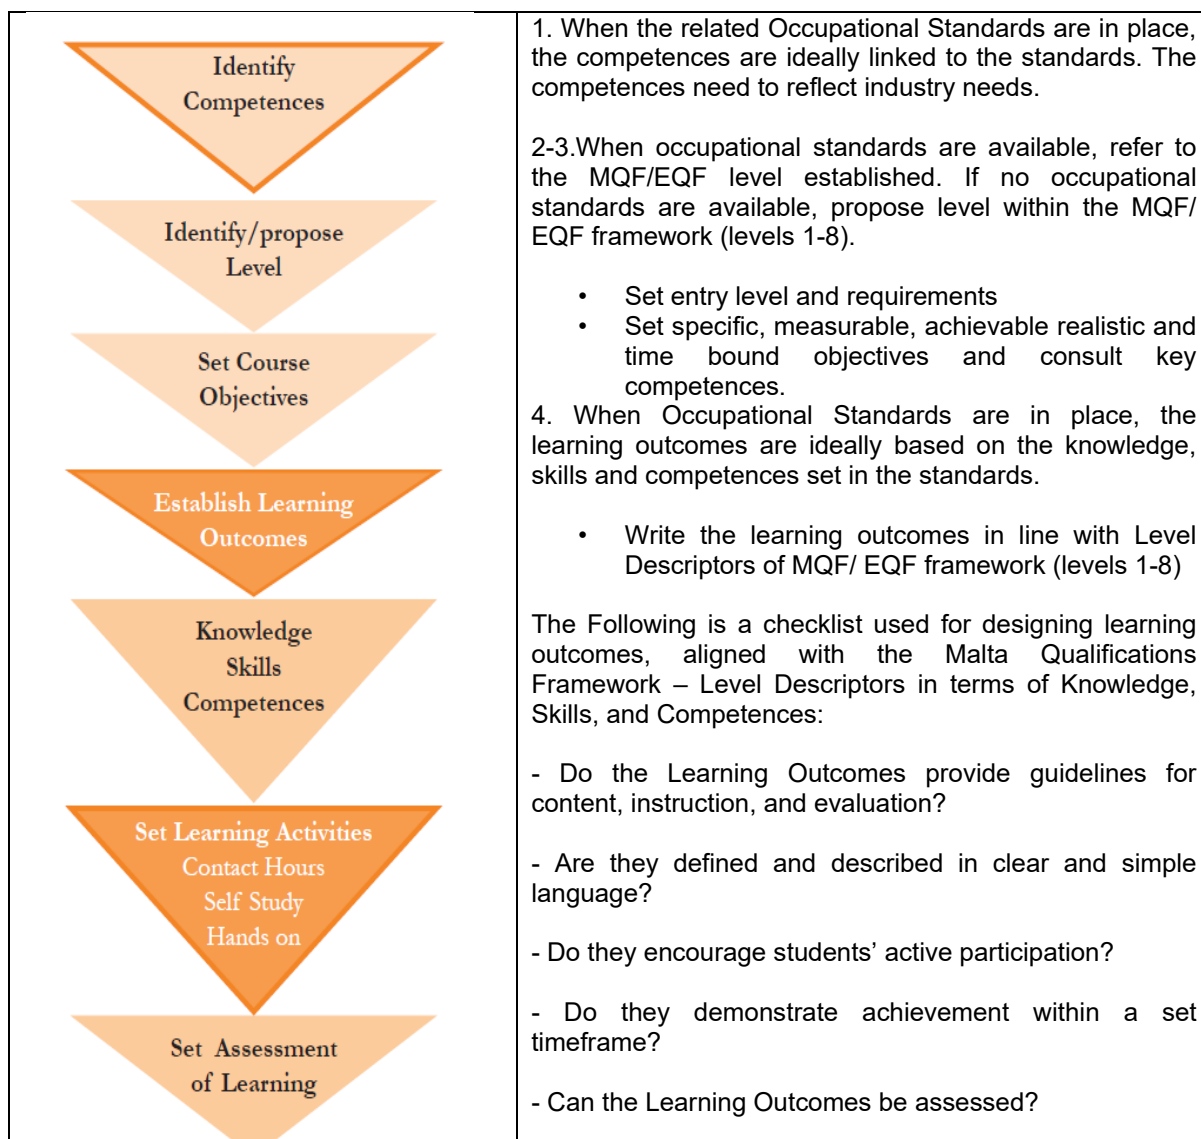 Identify
Competences
Identify/propose
Level
Set Course
Objectives
Establish Learning
Outcomes
Knowledge
Skills
Competences
Set Learning Activities
Contact Hours
Self Study
Hands on
Set Assessment
of Learning
1. When the related Occupational Standards are in place,
the competences are ideally linked to the standards. The
competences need to reflect industry needs.
2-3.When occupational standards are available, refer to
the MQF/EQF level established. If no occupational
standards are available, propose level within the MQF/
EQF framework (levels 1-8).
• Set entry level and requirements
• Set specific, measurable, achievable realistic and
time bound objectives and consult key
competences.
4. When Occupational Standards are in place, the
learning outcomes are ideally based on the knowledge,
skills and competences set in the standards.
• Write the learning outcomes in line with Level
Descriptors of MQF/ EQF framework (levels 1-8)
The Following is a checklist used for designing learning
outcomes, aligned with the Malta Qualifications
Framework – Level Descriptors in terms of Knowledge,
Skills, and Competences:
- Do the Learning Outcomes provide guidelines for
content, instruction, and evaluation?
- Are they defined and described in clear and simple
language?
- Do they encourage students’ active participation?
- Do they demonstrate achievement within a set
timeframe?
- Can the Learning Outcomes be assessed?